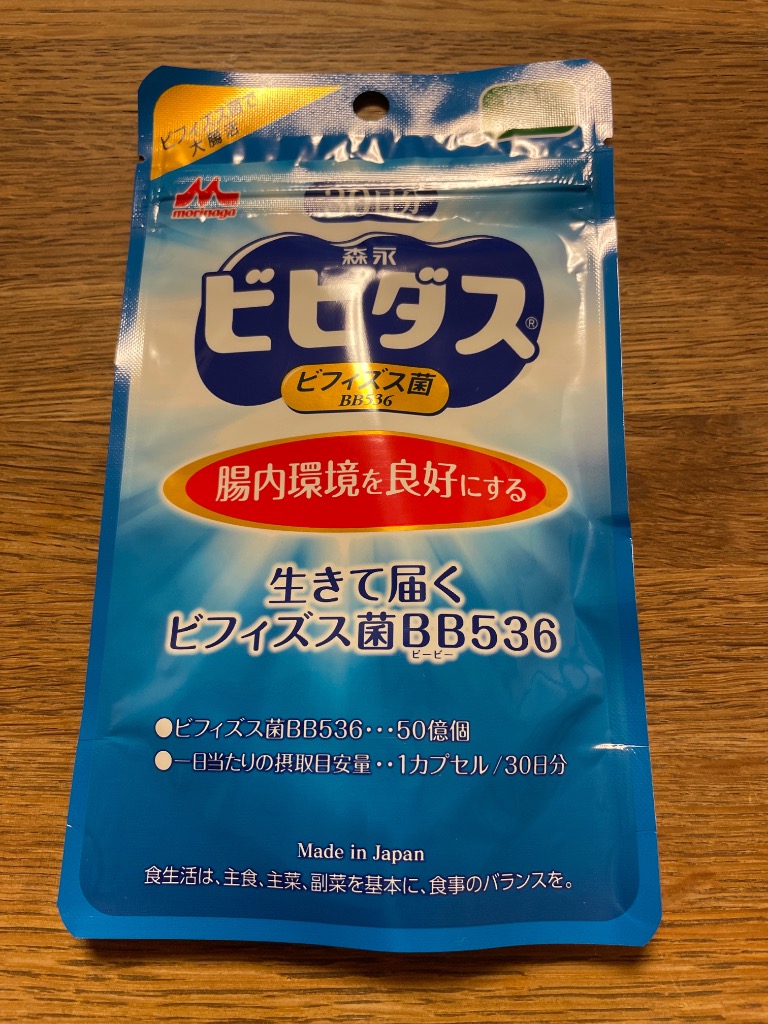 ビフィズス菌で
大腸活
morinaga
30日分
森永
ビヒダス®
ビフィズス菌
BB536
腸内環境を良好にする
生きて届く
ビフィズス菌BB536
ビービー
●ビフィズス菌BB536・・・50億個
●一日当たりの摂取目安量・・1カプセル/30日分
Made in Japan
食生活は、主食、主菜、副菜を基本に、食事のバランスを。